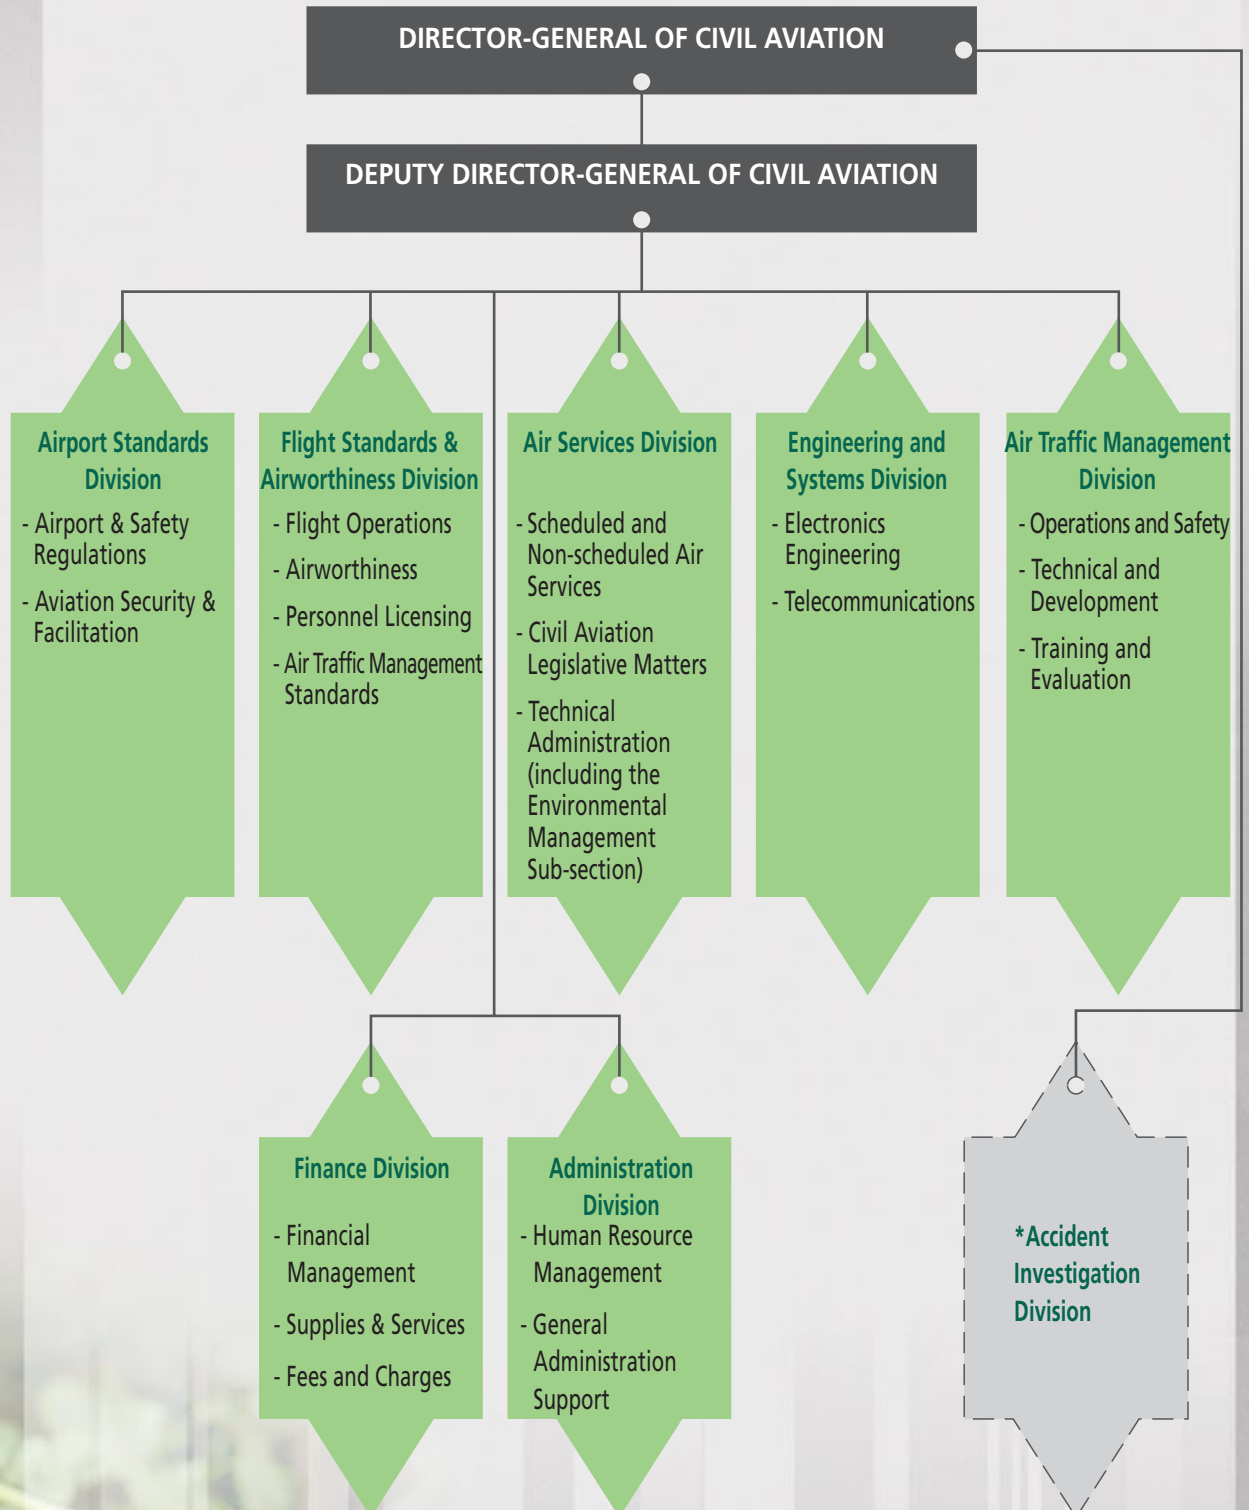 DIRECTOR-GENERAL OF CIVIL AVIATION
DEPUTY DIRECTOR-GENERAL OF CIVIL AVIATION
Airport Standards
Division
- Airport & Safety
Regulations
- Aviation Security &
Facilitation
Flight Standards &
Airworthiness Division
- Flight Operations
- Airworthiness
- Personnel Licensing
- Air Traffic Management
Standards
Air Services Division
- Scheduled and
Non-scheduled Air
Services
- Civil Aviation
Legislative Matters
- Technical
Administration
(including the
Environmental
Management
Sub-section)
Engineering and
Systems Division
- Electronics
Engineering
- Telecommunications
Air Traffic Management
Division
- Operations and Safety
- Technical and
Development
- Training and
Evaluation
Finance Division
- Financial
Management
- Supplies & Services
- Fees and Charges
Administration
Division
- Human Resource
Management
- General
Administration
Support
*Accident
Investigation
Division